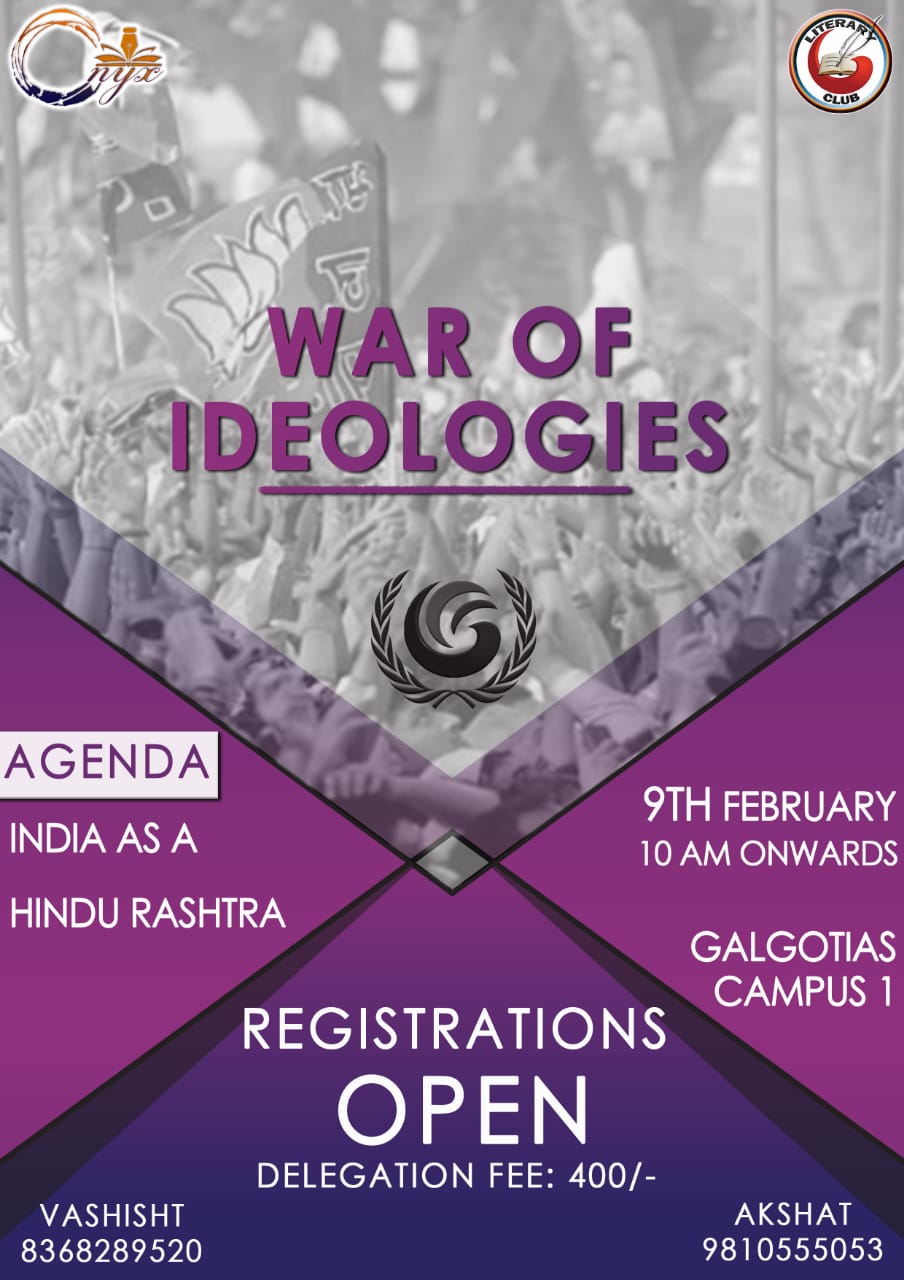 Onyx
LITERARY
CLUB
WAR OF
IDEOLOGIES
AGENDA
INDIA AS A
HINDU RASHTRA
9TH FEBRUARY
10 AM ONWARDS
GALGOTIAS
CAMPUS 1
REGISTRATIONS
OPEN
DELEGATION FEE: 400/-
VASHISHT
8368289520
AKSHAT
9810555053